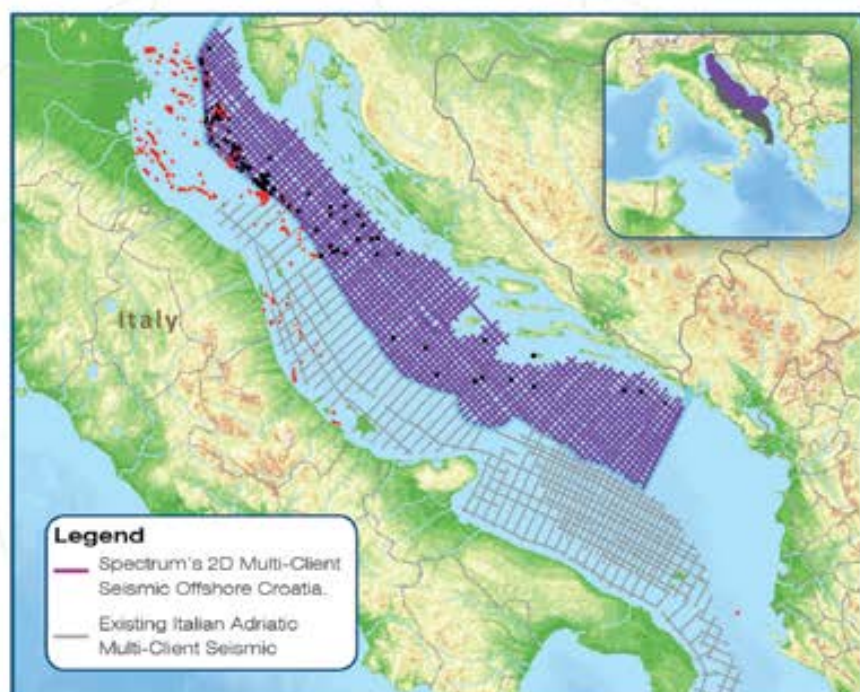 Italy
Legend
Spectrum's 2D Multi-Client
Seismic Offshore Croatia.
Existing Italian Adriatic
Multi-Client Seismic